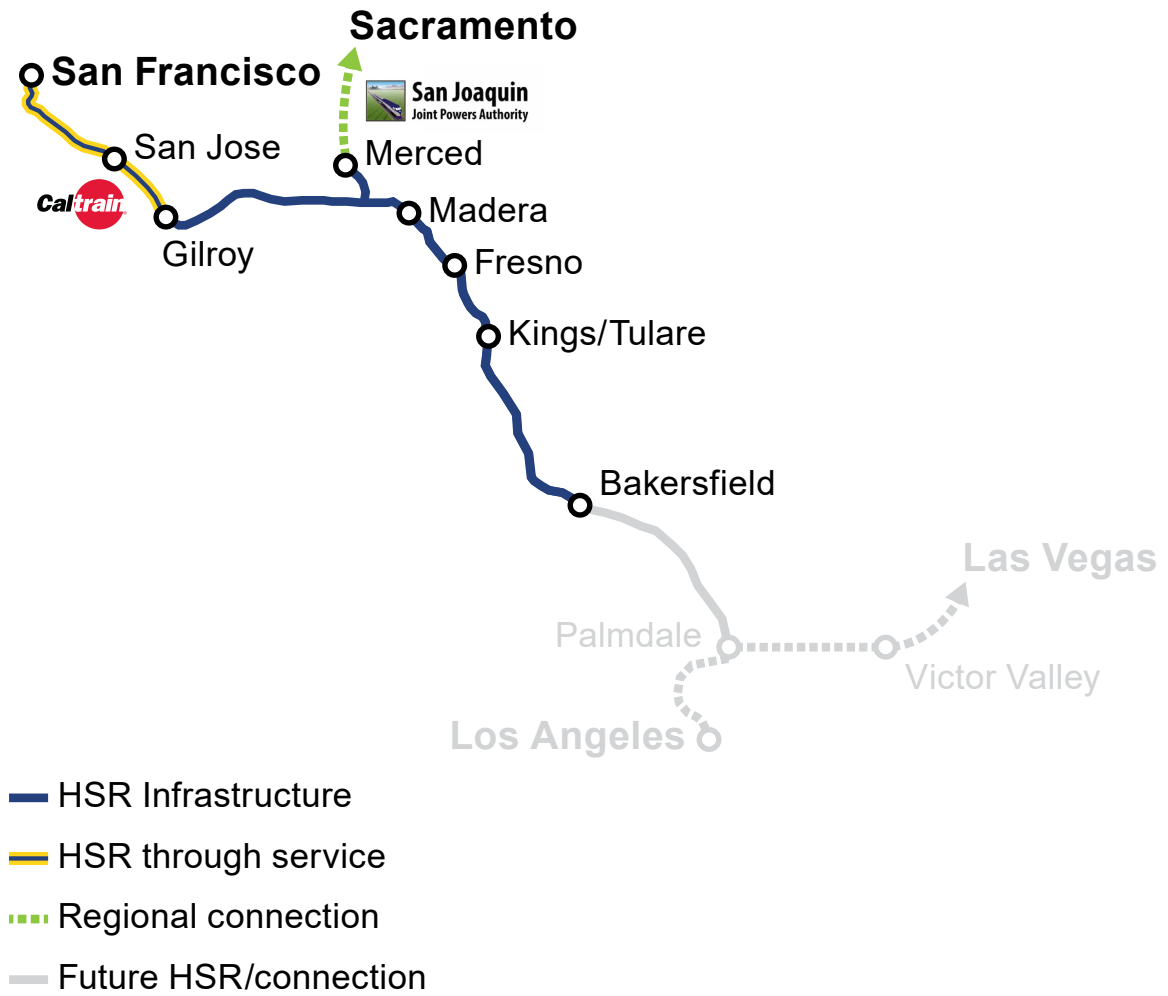 Sacramento
San Francisco
San Joaquin
Joint Powers Authority
San Jose
Merced
Caltrain
Madera
Gilroy
Fresno
Kings/Tulare
Bakersfield
Las Vegas
Palmdale
Victor Valley
Los Angeles
HSR Infrastructure
HSR through service
Regional connection
Future HSR/connection